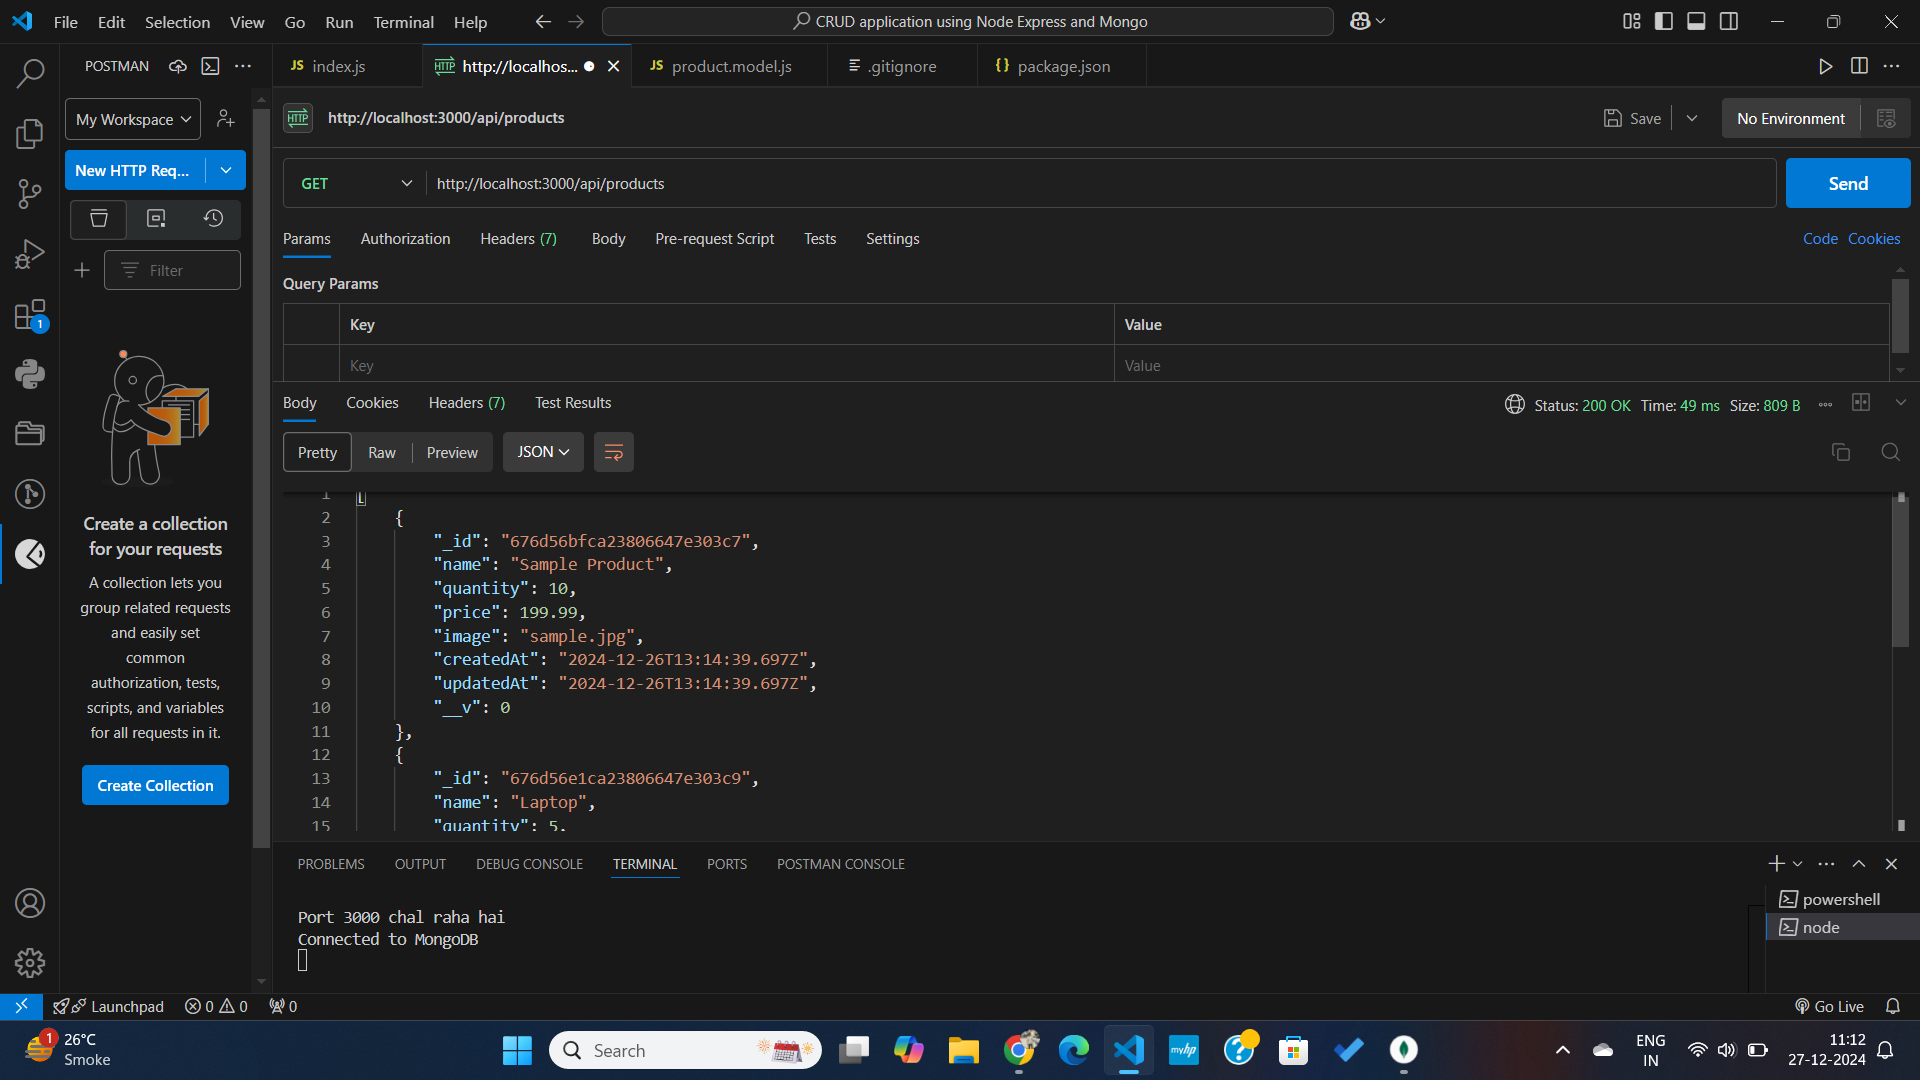 File Edit Selection View Go Run Terminal Help
CRUD application using Node Express and Mongo
POSTMAN
JS index.js
HTTP http://localhos...
JS product.model.js
.gitignore
{} package.json
My Workspace
New HTTP Req...
Filter
Create a collection
for your requests
A collection lets you
group related requests
and easily set
common
authorization, tests,
scripts, and variables
for all requests in it.
Create Collection
1
HTTP http://localhost:3000/api/products
Save
No Environment
GET http://localhost:3000/api/products
Send
Params Authorization Headers (7) Body Pre-request Script Tests Settings
Code Cookies
Query Params
Key Value
Key Value
Body Cookies Headers (7) Test Results
Status: 200 OK Time: 49 ms Size: 809 B
Pretty Raw Preview JSON
1 [
2 {
3 "_id": "676d56bfca23806647e303c7",
4 "name": "Sample Product",
5 "quantity": 10,
6 "price": 199.99,
7 "image": "sample.jpg",
8 "createdAt": "2024-12-26T13:14:39.697Z",
9 "updatedAt": "2024-12-26T13:14:39.697Z",
10 "__v": 0
11 },
12 {
13 "_id": "676d56e1ca23806647e303c9",
14 "name": "Laptop",
15 "quantity": 5,
PROBLEMS OUTPUT DEBUG CONSOLE TERMINAL PORTS POSTMAN CONSOLE
Port 3000 chal raha hai
Connected to MongoDB
powershell
node
Launchpad 0 0 0
Go Live
1
26°C
Smoke
Search
myhp
ENG
IN
11:12
27-12-2024